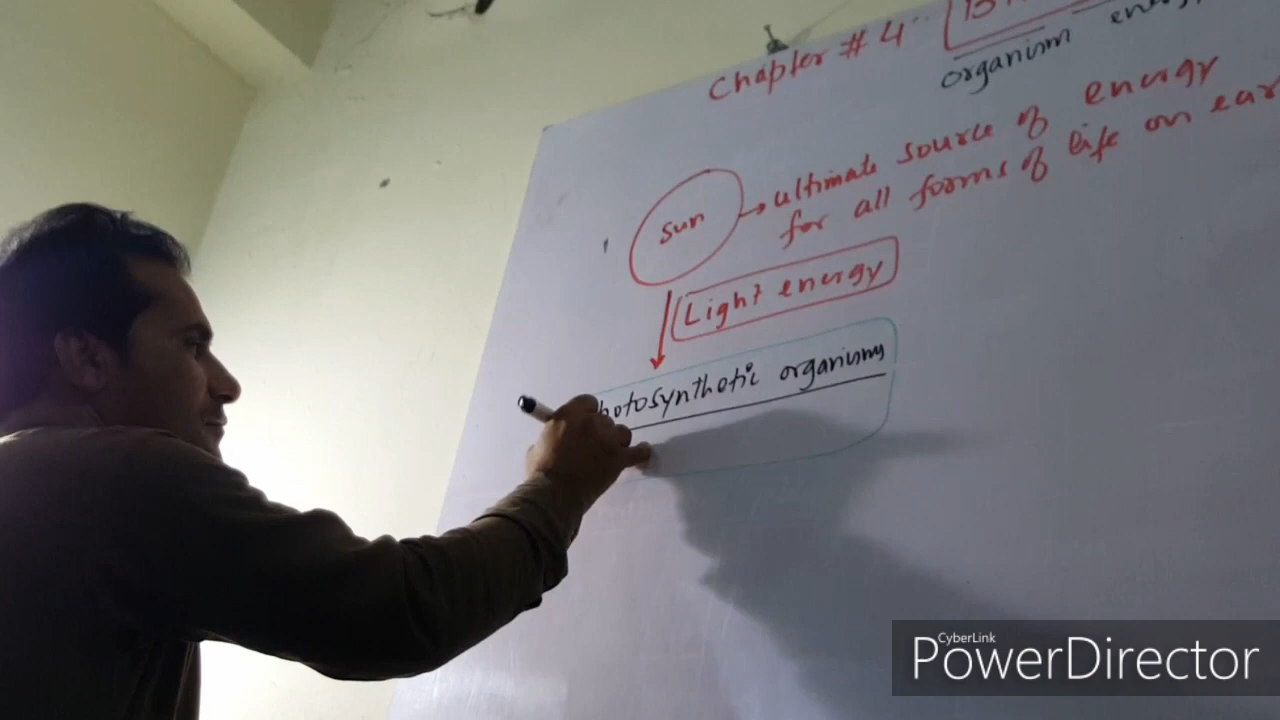 Chapter # 4
organism
sun → ultimate source of energy
for all forms of life on
Light energy
hotosynthetic organisms
CyberLink
PowerDirector